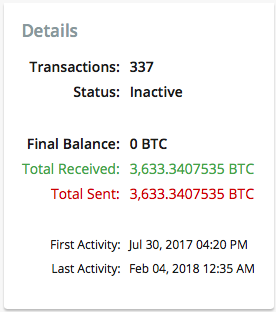 Details
Transactions: 337
Status: Inactive
Final Balance: 0 BTC
Total Received: 3,633.3407535 BTC
Total Sent: 3,633.3407535 BTC
First Activity: Jul 30, 2017 04:20 PM
Last Activity: Feb 04, 2018 12:35 AM